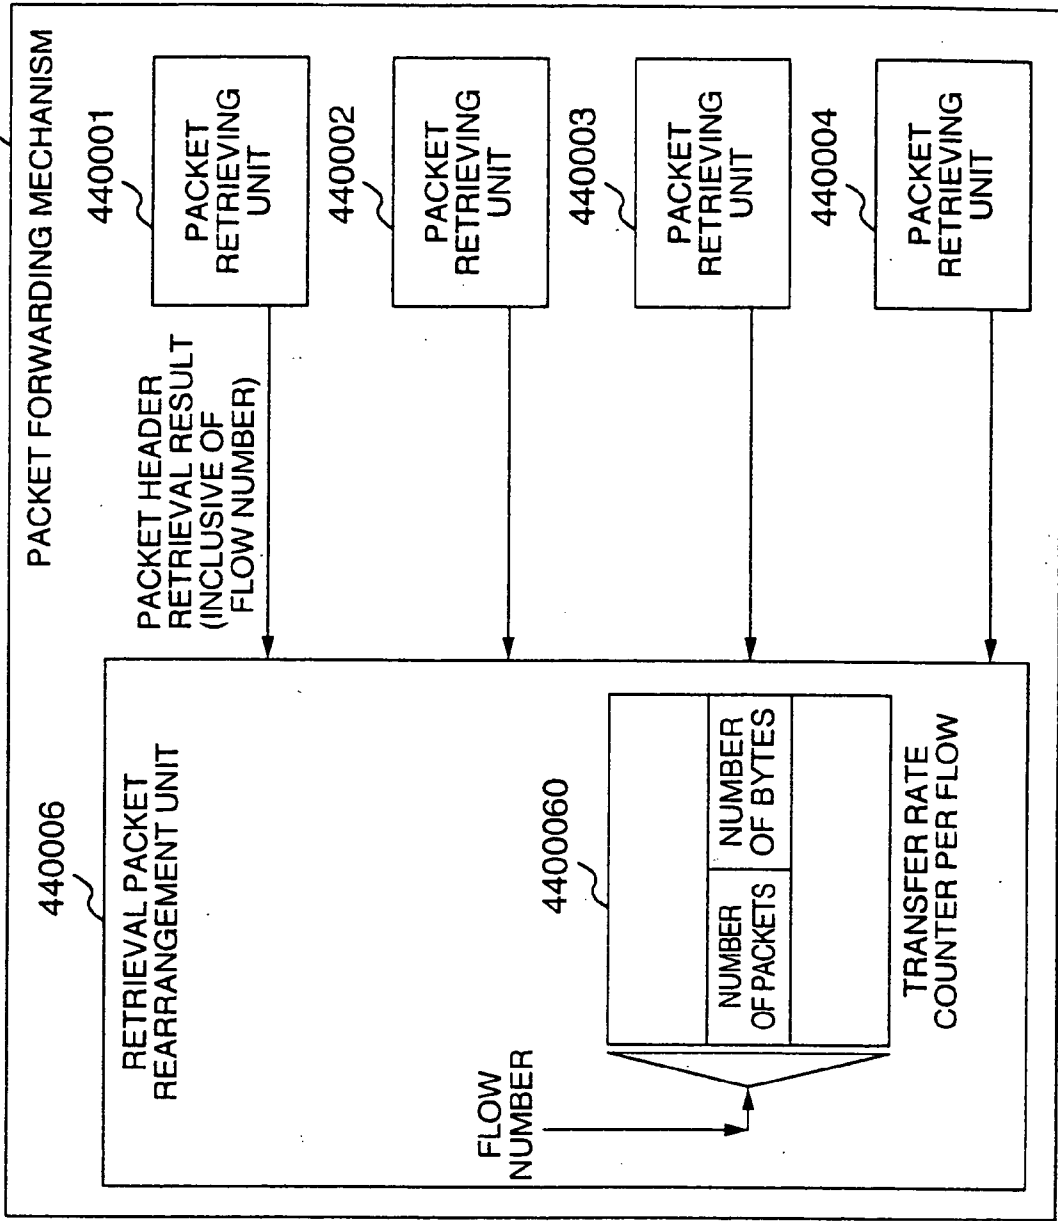 PACKET FORWARDING MECHANISM
440006
RETRIEVAL PACKET
REARRANGEMENT UNIT
FLOW
NUMBER
4400060
NUMBER
OF PACKETS
NUMBER
OF BYTES
TRANSFER RATE
COUNTER PER FLOW
PACKET HEADER
RETRIEVAL RESULT
(INCLUSIVE OF
FLOW NUMBER)
440001
PACKET
RETRIEVING
UNIT
440002
PACKET
RETRIEVING
UNIT
440003
PACKET
RETRIEVING
UNIT
440004
PACKET
RETRIEVING
UNIT